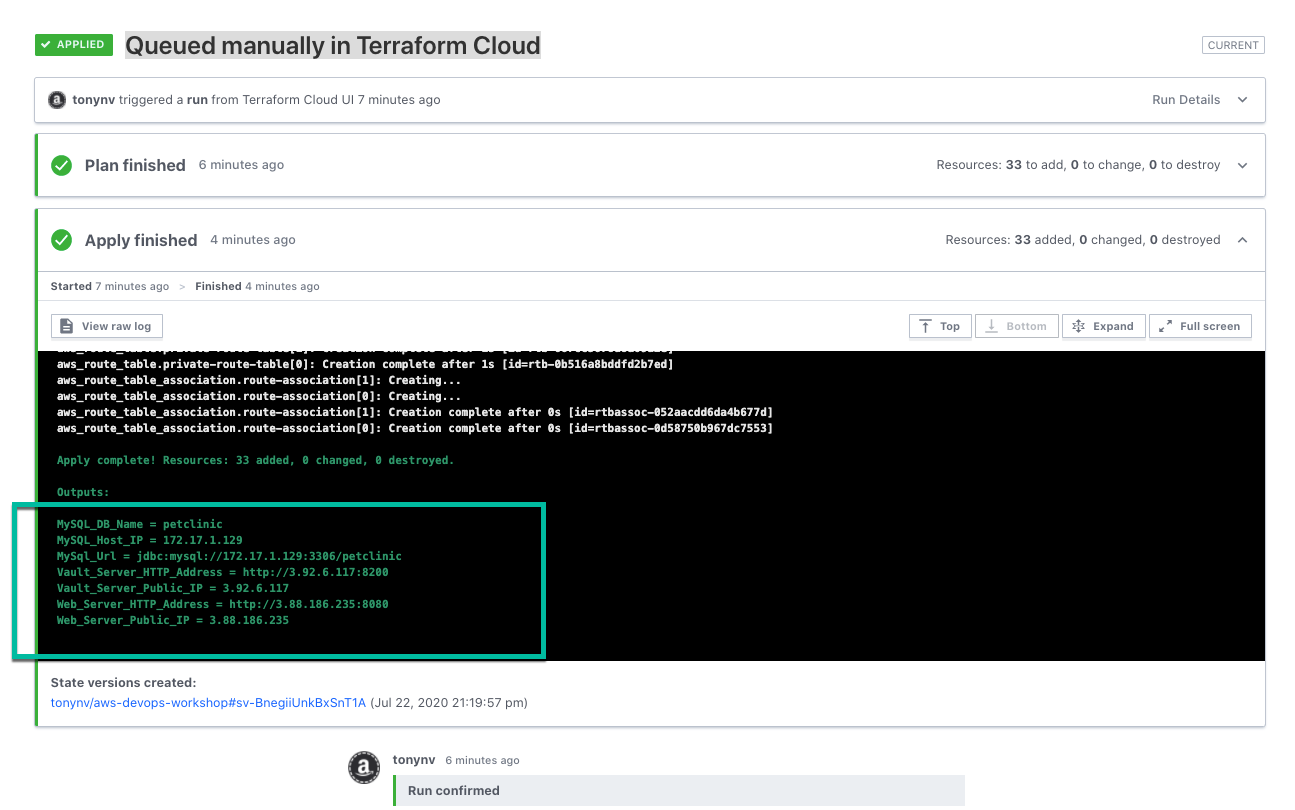 APPLIED Queued manually in Terraform Cloud CURRENT
tonynv triggered a run from Terraform Cloud UI 7 minutes ago Run Details
Plan finished 6 minutes ago Resources: 33 to add, 0 to change, 0 to destroy
Apply finished 4 minutes ago Resources: 33 added, 0 changed, 0 destroyed
Started 7 minutes ago > Finished 4 minutes ago
View raw log Top Bottom Expand Full screen
aws_route_table.private-route-table[0]: Creation complete after 1s [id=rtb-0b516a8bddfd2b7ed]
aws_route_table_association.route-association[1]: Creating...
aws_route_table_association.route-association[0]: Creating...
aws_route_table_association.route-association[1]: Creation complete after 0s [id=rtbassoc-052aacdd6da4b677d]
aws_route_table_association.route-association[0]: Creation complete after 0s [id=rtbassoc-0d58750b967dc7553]
Apply complete! Resources: 33 added, 0 changed, 0 destroyed.
Outputs:
MySQL_DB_Name = petclinic
MySQL_Host_IP = 172.17.1.129
MySql_Url = jdbc:mysql://172.17.1.129:3306/petclinic
Vault_Server_HTTP_Address = http://3.92.6.117:8200
Vault_Server_Public_IP = 3.92.6.117
Web_Server_HTTP_Address = http://3.88.186.235:8080
Web_Server_Public_IP = 3.88.186.235
State versions created:
tonynv/aws-devops-workshop#sv-BnegiiUnkBxSnT1A (Jul 22, 2020 21:19:57 pm)
a tonynv 6 minutes ago
Run confirmed